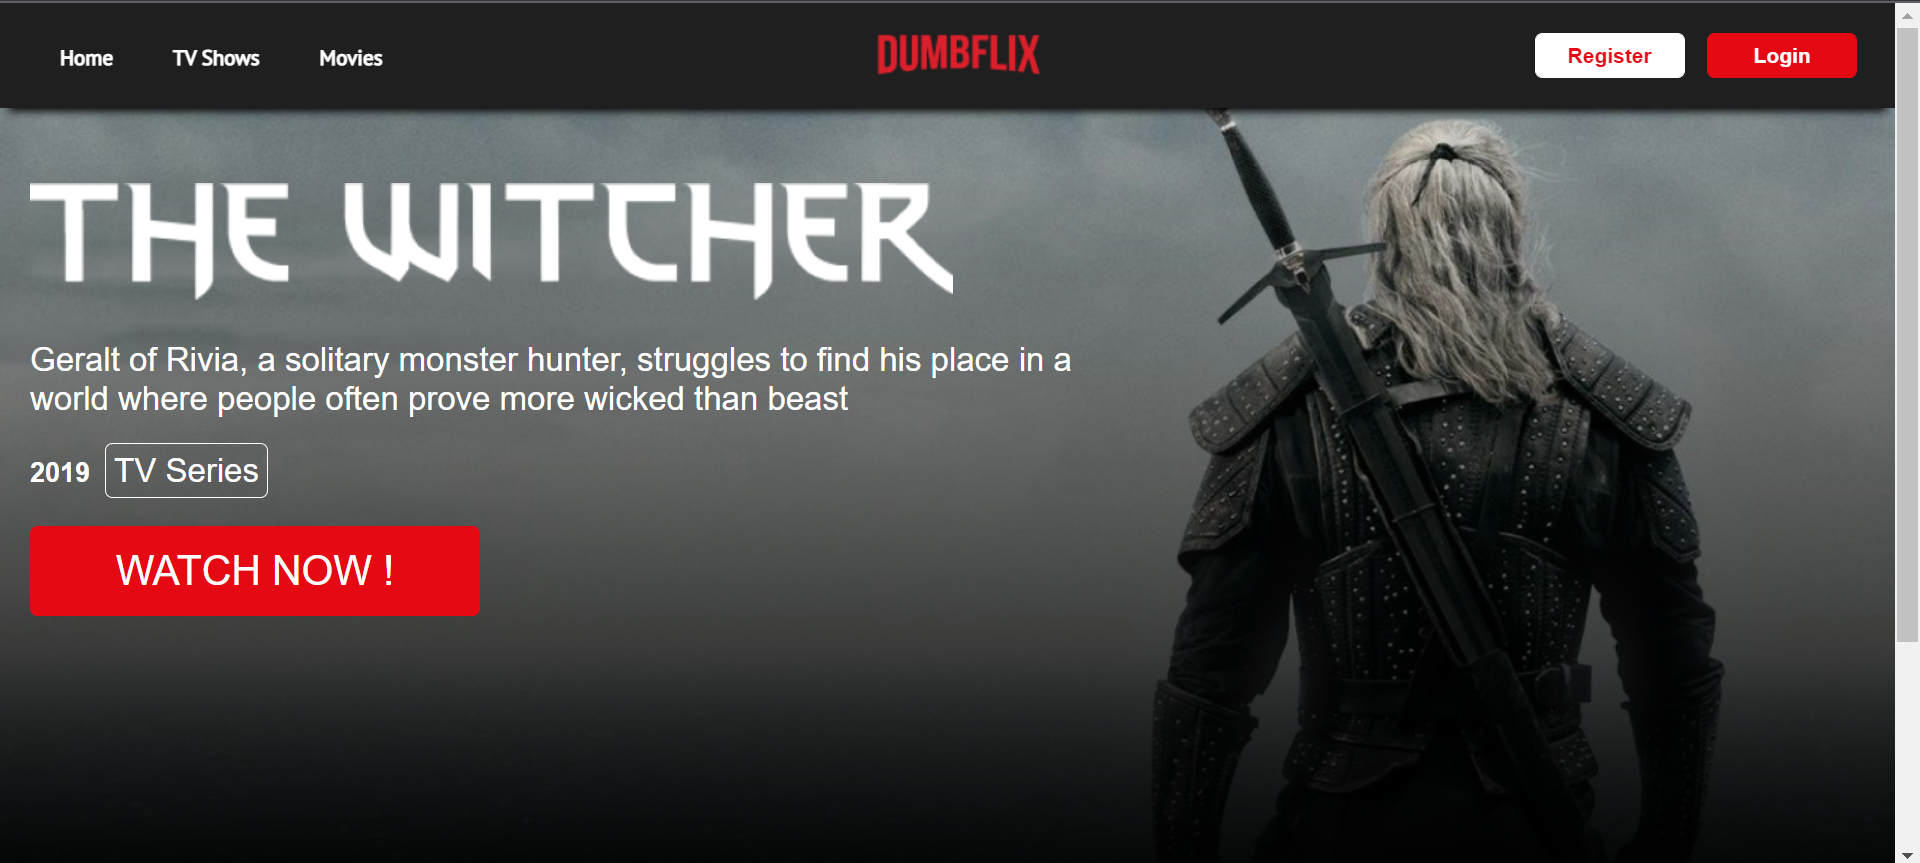 Home TV Shows Movies DUMBFLIX Register Login
THE WITCHER
Geralt of Rivia, a solitary monster hunter, struggles to find his place in a
world where people often prove more wicked than beast
2019 TV Series
WATCH NOW !